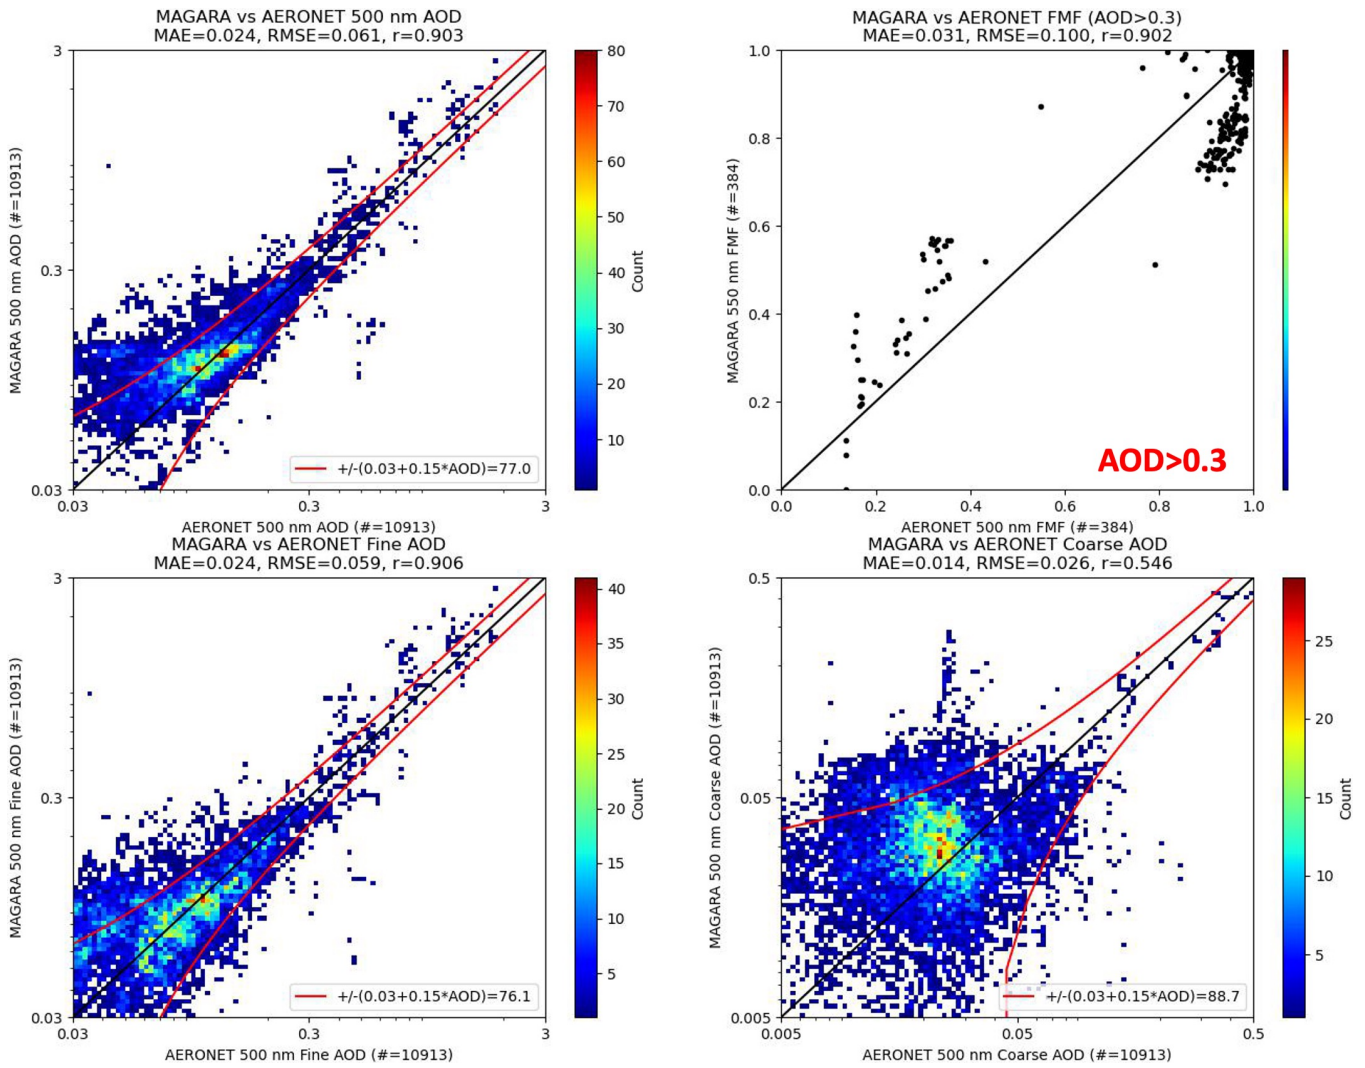 MAGARA vs AERONET 500 nm AOD
MAE=0.024, RMSE=0.061, r=0.903
3
0.3
0.03
MAGARA 500 nm AOD (#=10913)
0.03
0.3
3
AERONET 500 nm AOD (#=10913)
+/-(0.03+0.15*AOD)=77.0
80
70
60
50
40
30
20
10
Count
MAGARA vs AERONET FMF (AOD>0.3)
MAE=0.031, RMSE=0.100, r=0.902
1.0
0.8
0.6
0.4
0.2
0.0
MAGARA 550 nm FMF (#=384)
AOD>0.3
0.0
0.2
0.4
0.6
0.8
1.0
AERONET 500 nm FMF (#=384)
MAGARA vs AERONET Fine AOD
MAE=0.024, RMSE=0.059, r=0.906
3
0.3
0.03
MAGARA 500 nm Fine AOD (#=10913)
+/-(0.03+0.15*AOD)=76.1
0.03
0.3
3
AERONET 500 nm Fine AOD (#=10913)
40
35
30
25
20
15
10
5
Count
MAGARA vs AERONET Coarse AOD
MAE=0.014, RMSE=0.026, r=0.546
0.5
0.05
0.005
MAGARA 500 nm Coarse AOD (#=10913)
+/-(0.03+0.15*AOD)=88.7
0.005
0.05
0.5
AERONET 500 nm Coarse AOD (#=10913)
25
20
15
10
5
Count